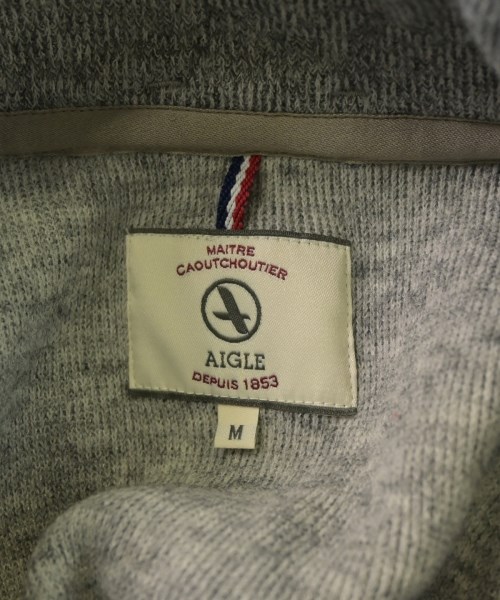 MAITRE
CAOUTCHOUTIER
AIGLE
DEPUIS 1853
M